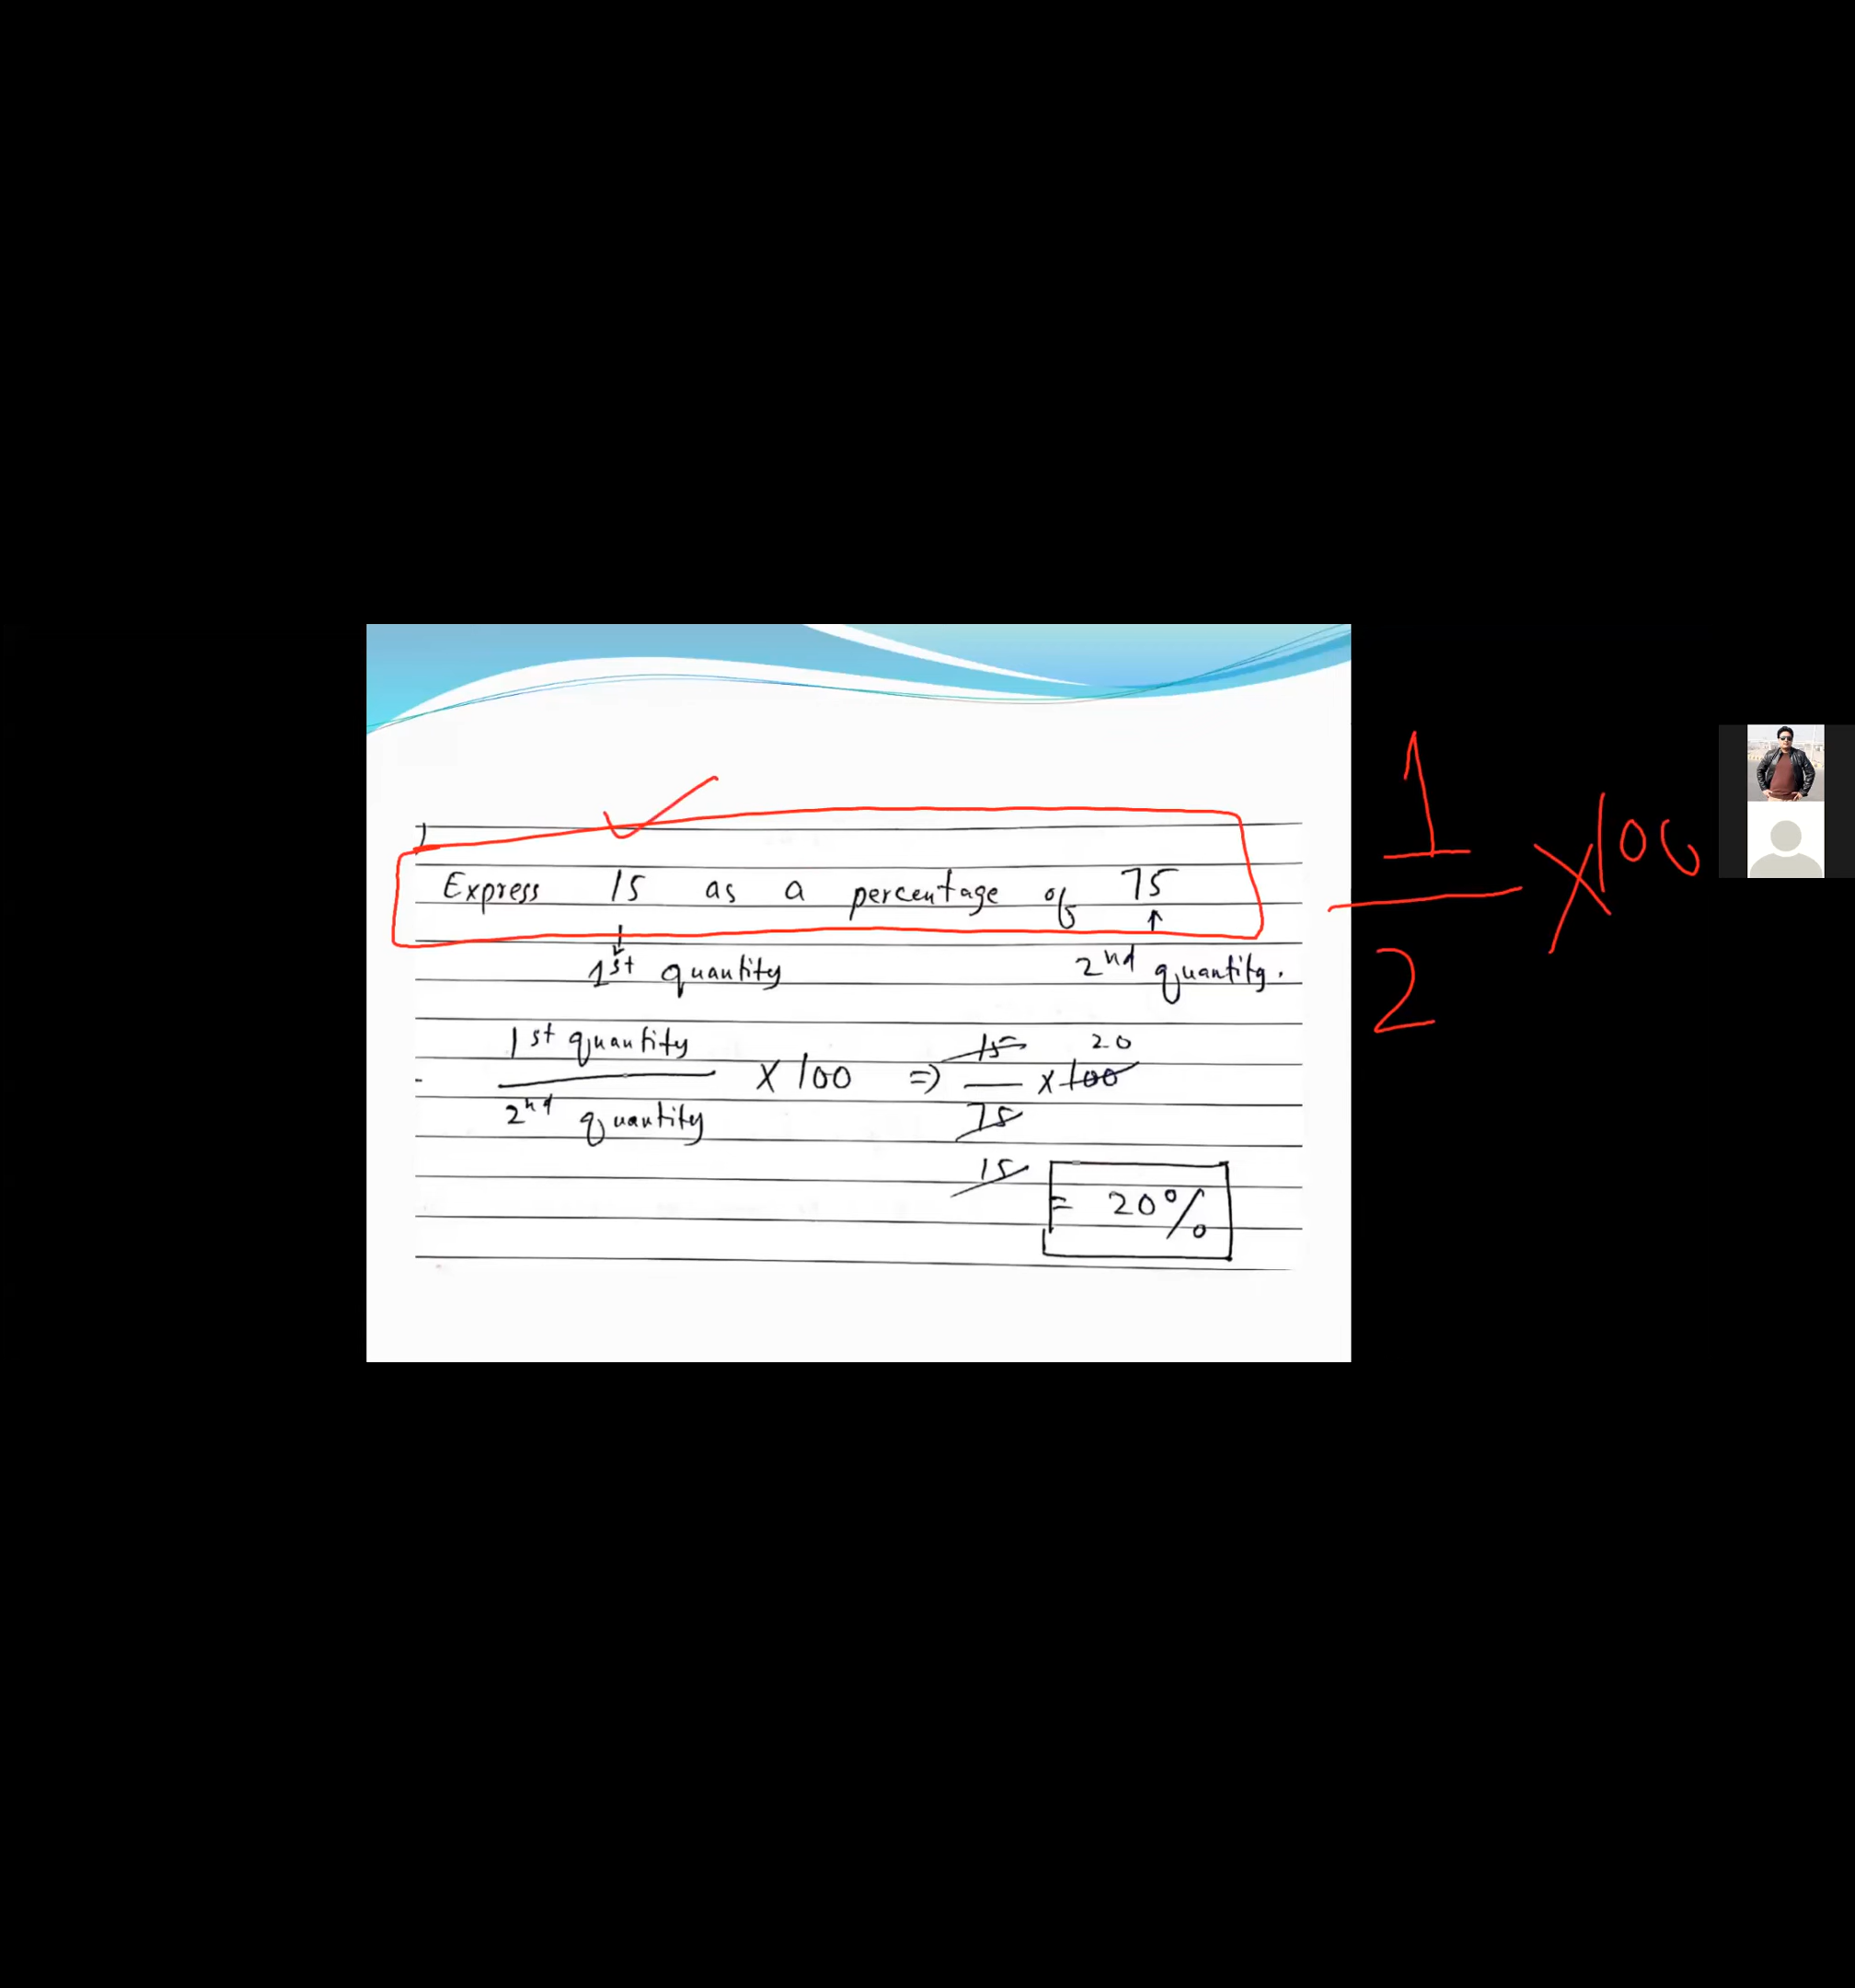 Express 15 as a percentage of 75
1st quantity 2nd quantity.
1st quantity
2nd quantity
X 100 => 15
75
x 100
20
15
= 20%
1
2
x100